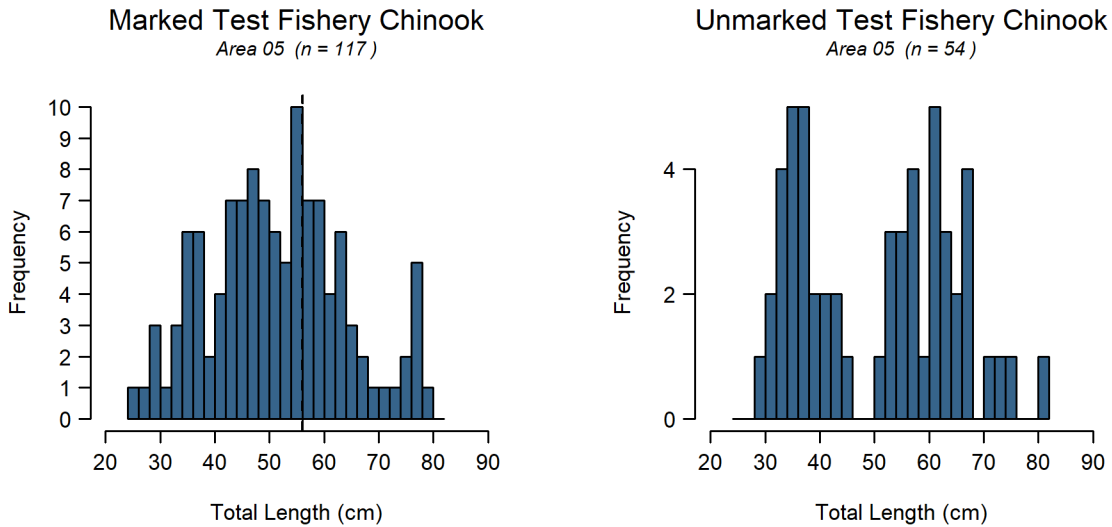 Marked Test Fishery Chinook
Area 05 (n = 117 )
Frequency
10
9
8
7
6
5
4
3
2
1
0
20 30 40 50 60 70 80 90
Total Length (cm)
Unmarked Test Fishery Chinook
Area 05 (n = 54 )
Frequency
4
2
0
20 30 40 50 60 70 80 90
Total Length (cm)